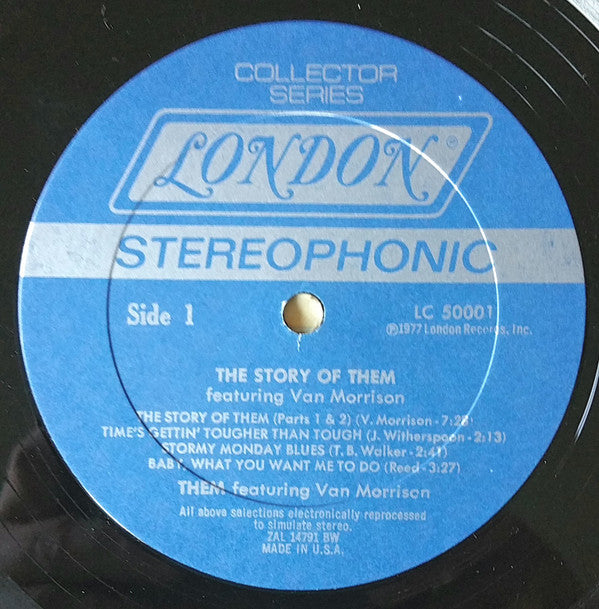 COLLECTOR
SERIES
LONDON®
STEREOPHONIC
Side 1
LC 50001
℗1977 London Records, Inc.
THE STORY OF THEM
featuring Van Morrison
THE STORY OF THEM (Parts 1 & 2) (V. Morrison - 7:28)
TIME'S GETTIN' TOUGHER THAN TOUGH (J. Witherspoon - 2:13)
STORMY MONDAY BLUES (T. B. Walker - 2:41)
BABY, WHAT YOU WANT ME TO DO (Reed - 3:27)
THEM featuring Van Morrison
All above selections electronically reprocessed
to simulate stereo.
ZAL 14791 BW
MADE IN U.S.A.